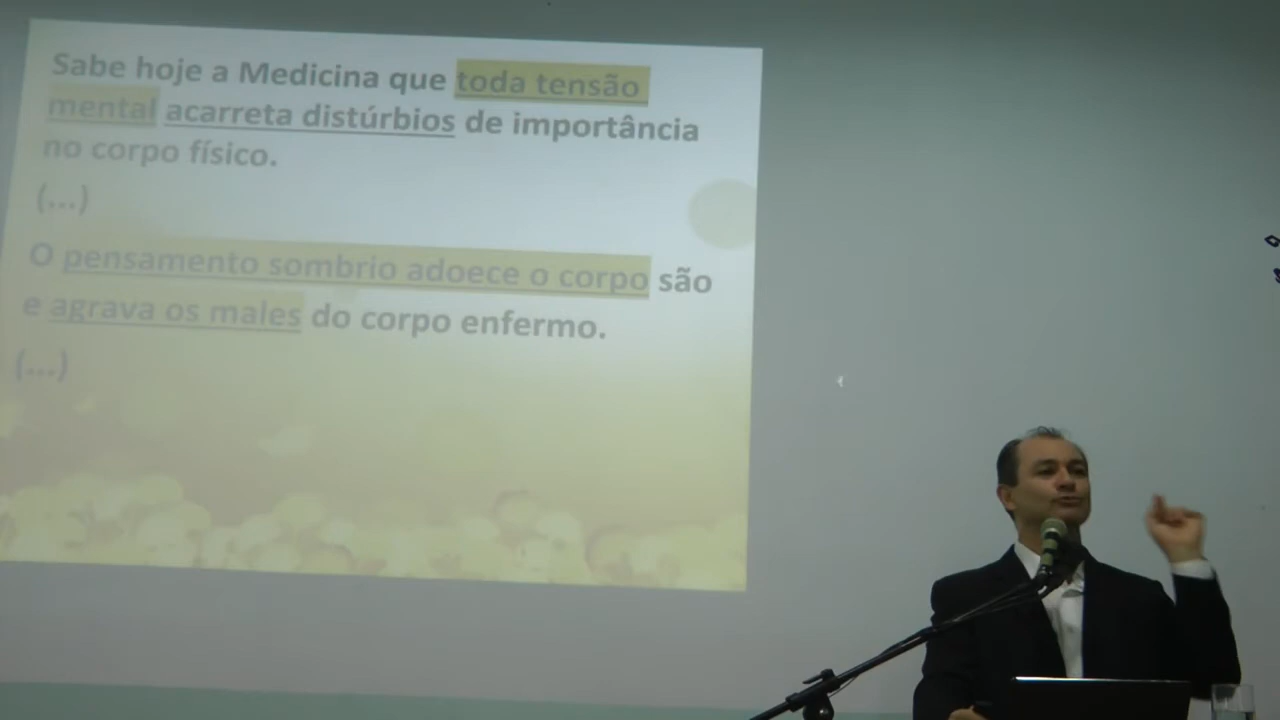 Sabe hoje a Medicina que toda tensão
mental acarreta distúrbios de importância
no corpo físico.
(...)
O pensamento sombrio adoece o corpo são
e agrava os males do corpo enfermo.
(...)